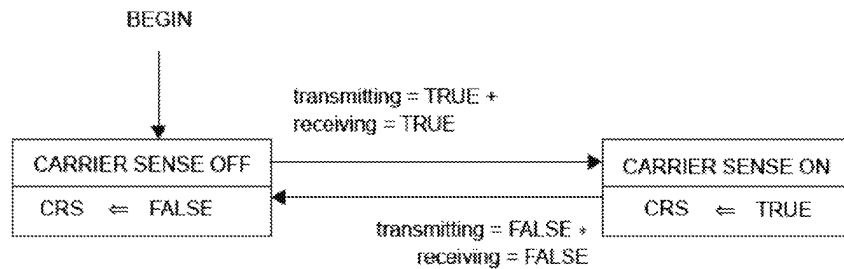 BEGIN
transmitting = TRUE +
receiving = TRUE
CARRIER SENSE OFF
CRS ⇐ FALSE
CARRIER SENSE ON
CRS ⇐ TRUE
transmitting = FALSE *
receiving = FALSE